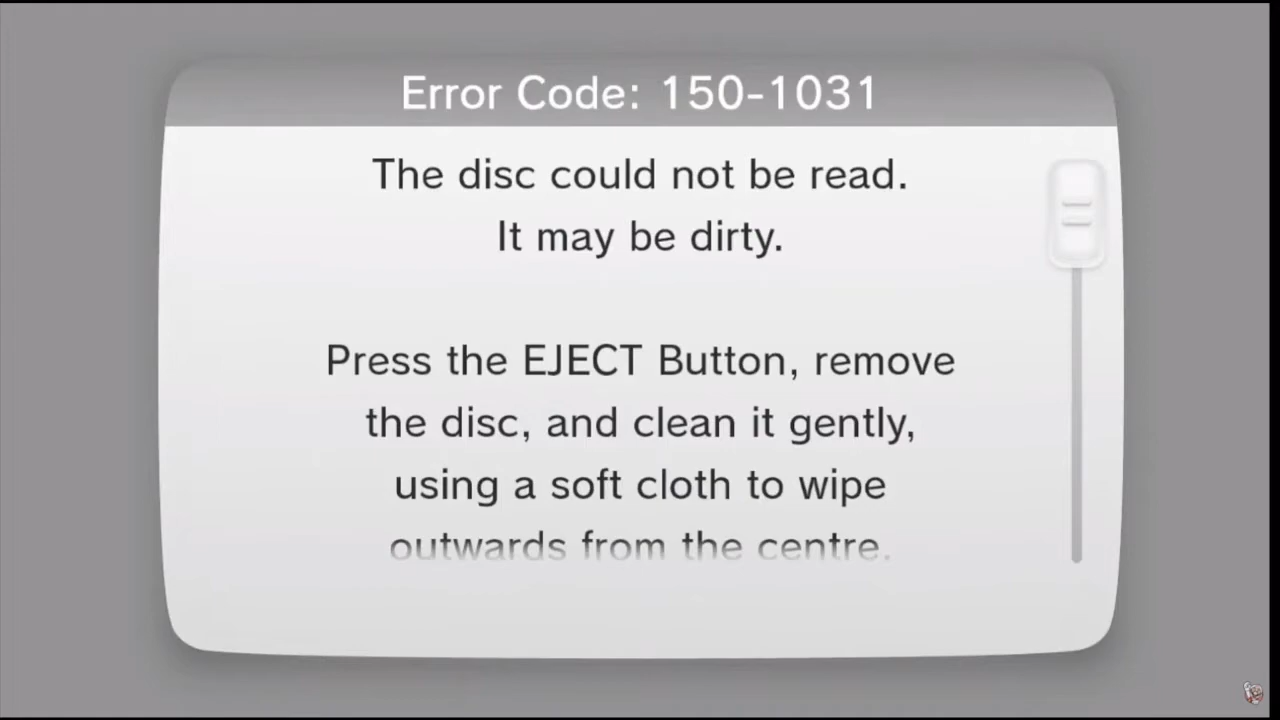 Error Code: 150-1031
The disc could not be read.
It may be dirty.
Press the EJECT Button, remove
the disc, and clean it gently,
using a soft cloth to wipe
outwards from the centre.